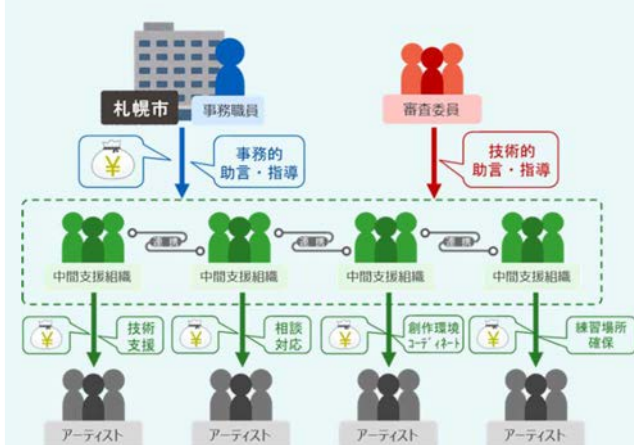 札幌市
事務職員
審査委員
¥
事務的
助言・指導
技術的
助言・指導
連携
連携
連携
中間支援組織
中間支援組織
中間支援組織
中間支援組織
¥
技術
支援
¥
相談
対応
¥
創作環境
コーディネート
¥
練習場所
確保
アーティスト
アーティスト
アーティスト
アーティスト